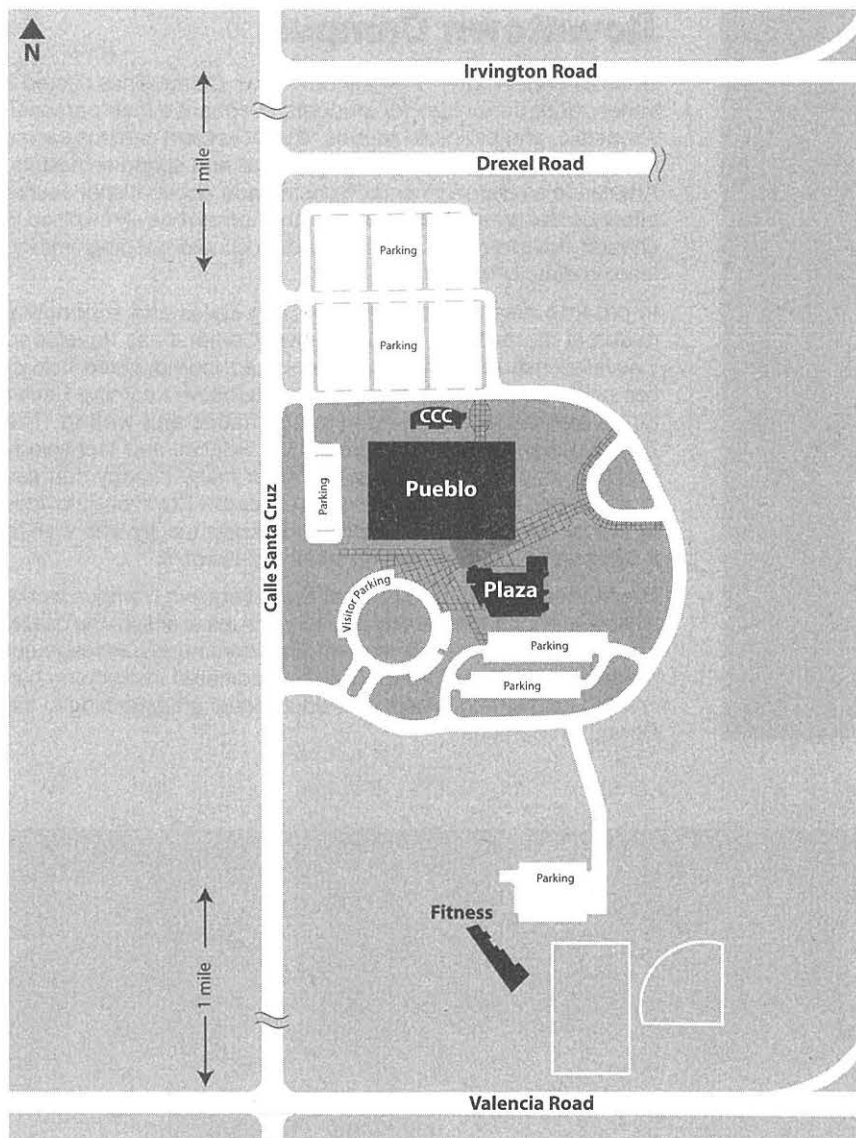 N
Irvington Road
1 mile
Drexel Road
Parking
Parking
CCC
Pueblo
Parking
Calle Santa Cruz
Plaza
Visitor Parking
Parking
Parking
Parking
Fitness
1 mile
Valencia Road